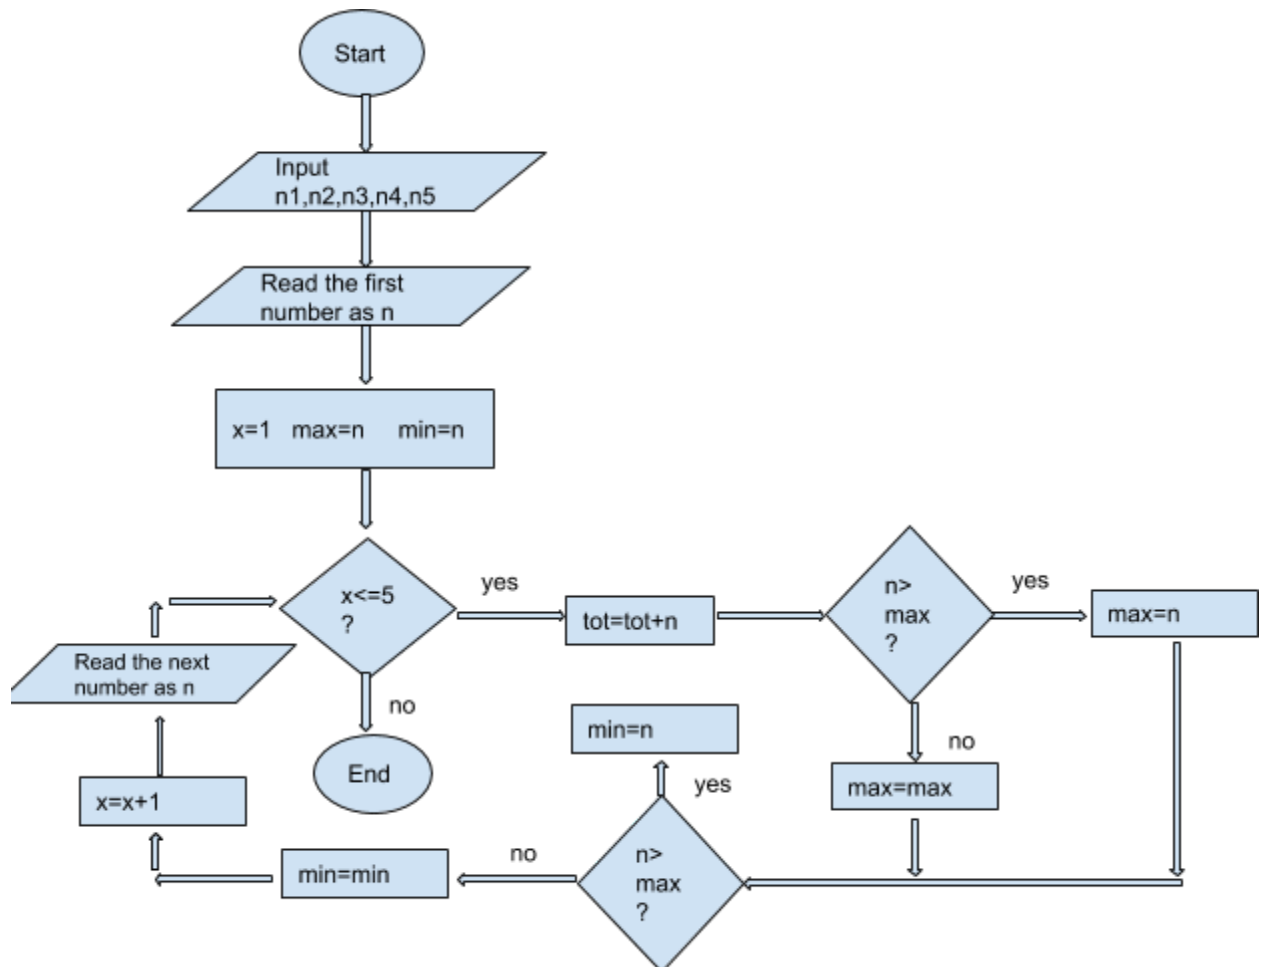 Start
Input
n1,n2,n3,n4,n5
Read the first
number as n
x=1 max=n min=n
x<=5
?
yes
tot=tot+n
n>
max
?
yes
max=n
no
max=max
Read the next
number as n
no
End
min=n
yes
n>
max
?
no
min=min
x=x+1